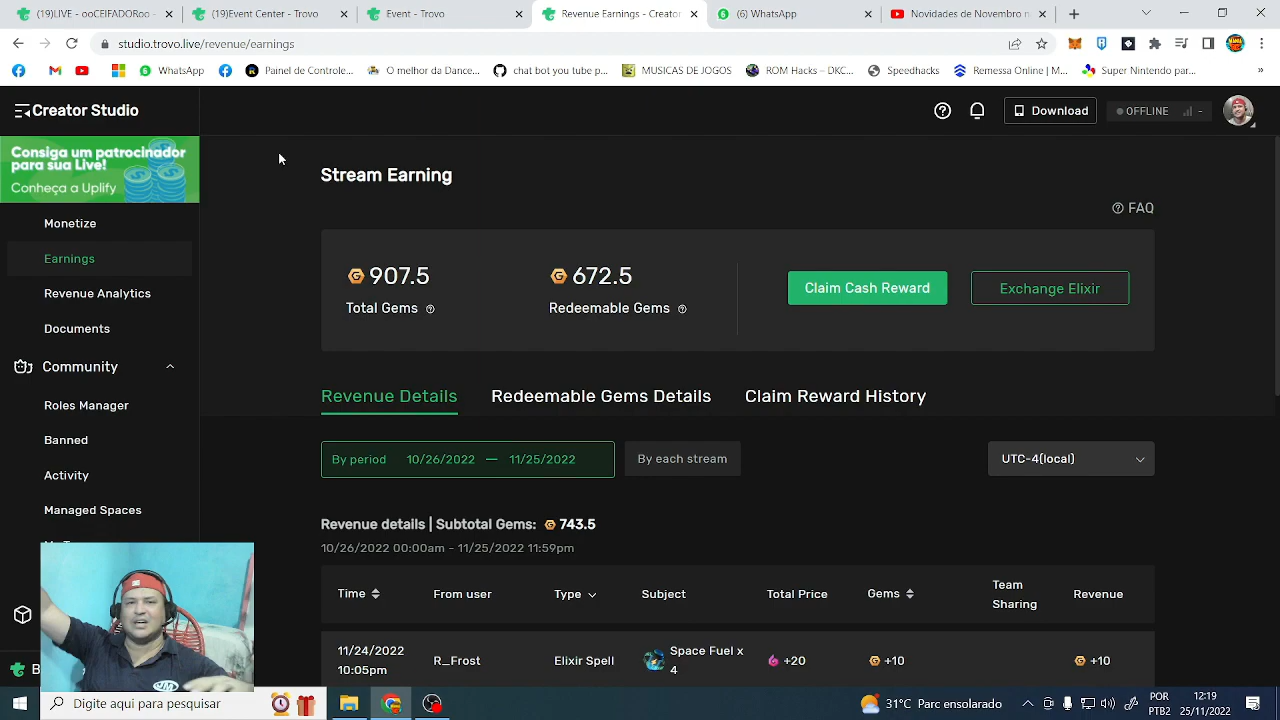 (19) ooCEIFADORoo - Trovo
(29)Event Center - Trovo
Event - Trovo
Revenue Earning - Creator
(6) WhatsApp
Novidades de Novembro n
studio.trovo.live/revenue/earnings
WhatsApp
Painel de Controle...
O melhor da Dance...
chat bot you tube p...
MUSICAS DE JOGOS
ROM Hacks - DKC...
Speedhacks
Remessa Online | M...
Super Nintendo par...
»
Creator Studio
Download
OFFLINE
-
Consiga um patrocinador
para sua Live!
Conheça a Uplify
Monetize
Earnings
Revenue Analytics
Documents
Community
Roles Manager
Banned
Activity
Managed Spaces
Stream Earning
FAQ
907.5
672.5
Total Gems
Redeemable Gems
Claim Cash Reward
Exchange Elixir
Revenue Details
Redeemable Gems Details
Claim Reward History
By period 10/26/2022 — 11/25/2022
By each stream
UTC-4(local)
Revenue details | Subtotal Gems: 743.5
10/26/2022 00:00am - 11/25/2022 11:59pm
Time
From user
Type
Subject
Total Price
Gems
Team
Sharing
Revenue
11/24/2022
10:05pm
R_Frost
Elixir Spell
Space Fuel x
4
+20
+10
+10
Digite aqui para pesquisar
31°C Parc ensolarado
POR
PTB2
12:19
25/11/2022